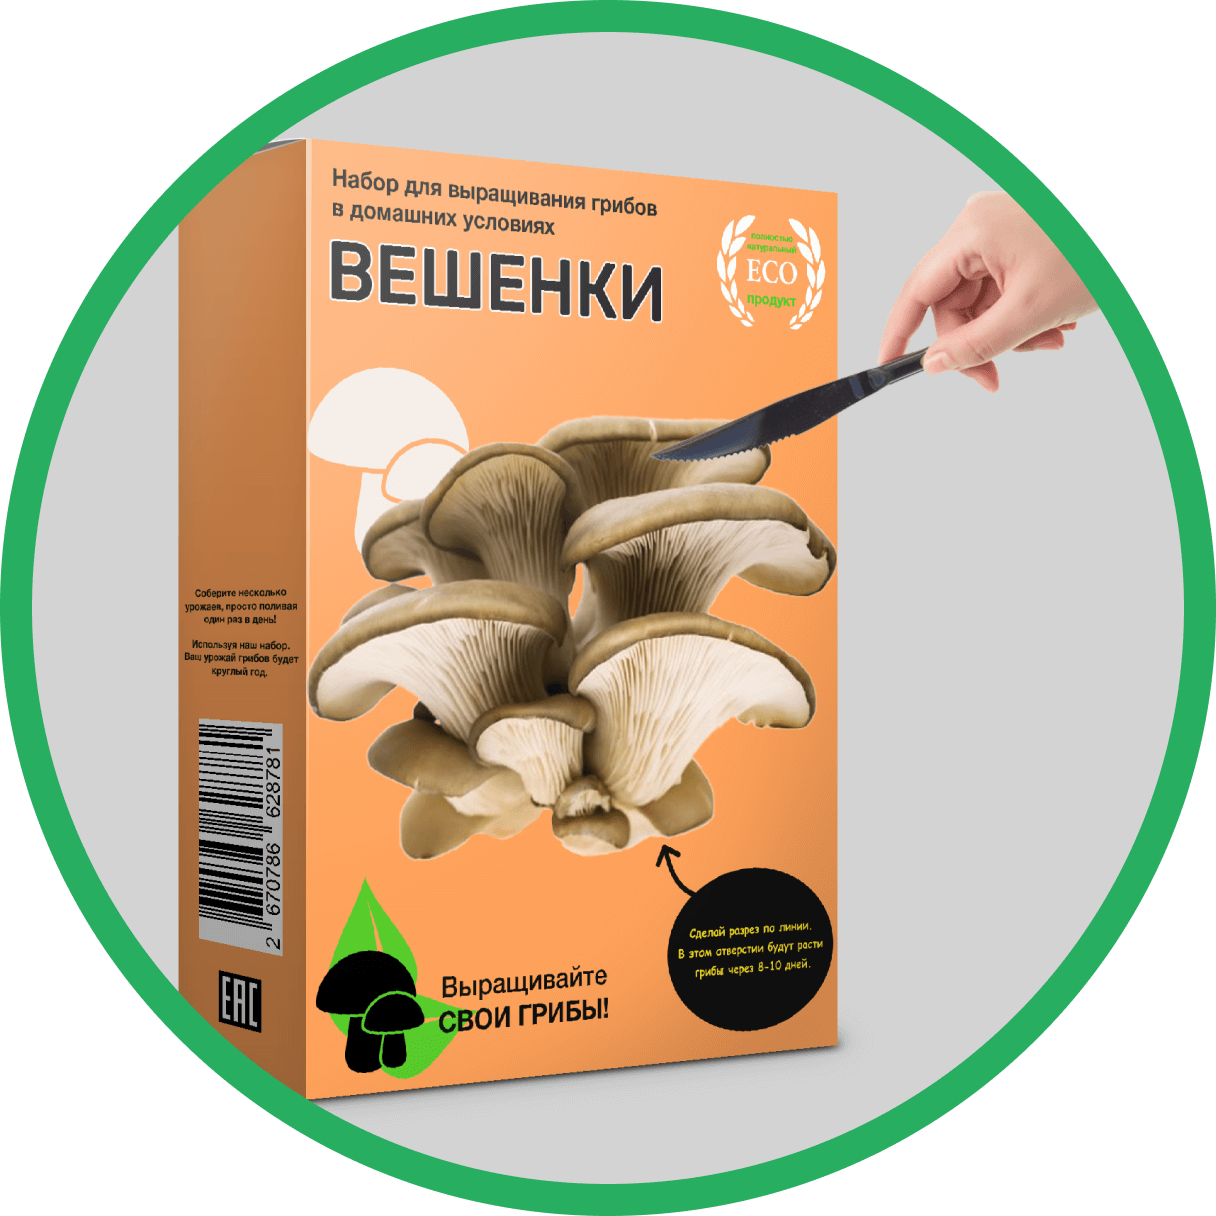 Набор для выращивания грибов
в домашних условиях
ВЕШЕНКИ
полностью
натуральный
ECO
продукт
Соберите несколько
урожаев, просто поливая
один раз в день!
Используя наш набор.
Ваш урожай грибов будет
круглый год.
2 670786 628781
EAC
Выращивайте
СВОИ ГРИБЫ!
Сделай разрез по линии.
В этом отверстии будут расти
грибы через 8-10 дней.